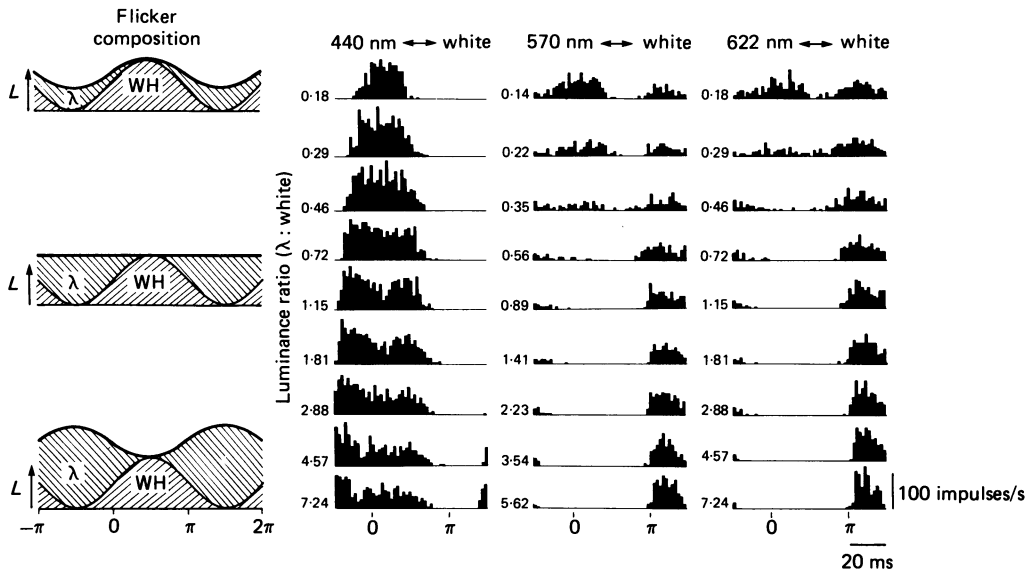 Flicker
composition
440 nm ↔ white
570 nm ↔ white
622 nm ↔ white
L
λ
WH
L
λ
WH
L
λ
WH
−π 0 π 2π
Luminance ratio (λ : white)
0·18 0·14 0·18
0·29 0·22 0·29
0·46 0·35 0·46
0·72 0·56 0·72
1·15 0·89 1·15
1·81 1·41 1·81
2·88 2·23 2·88
4·57 3·54 4·57
7·24 5·62 7·24
100 impulses/s
0 π 0 π 0 π
20 ms